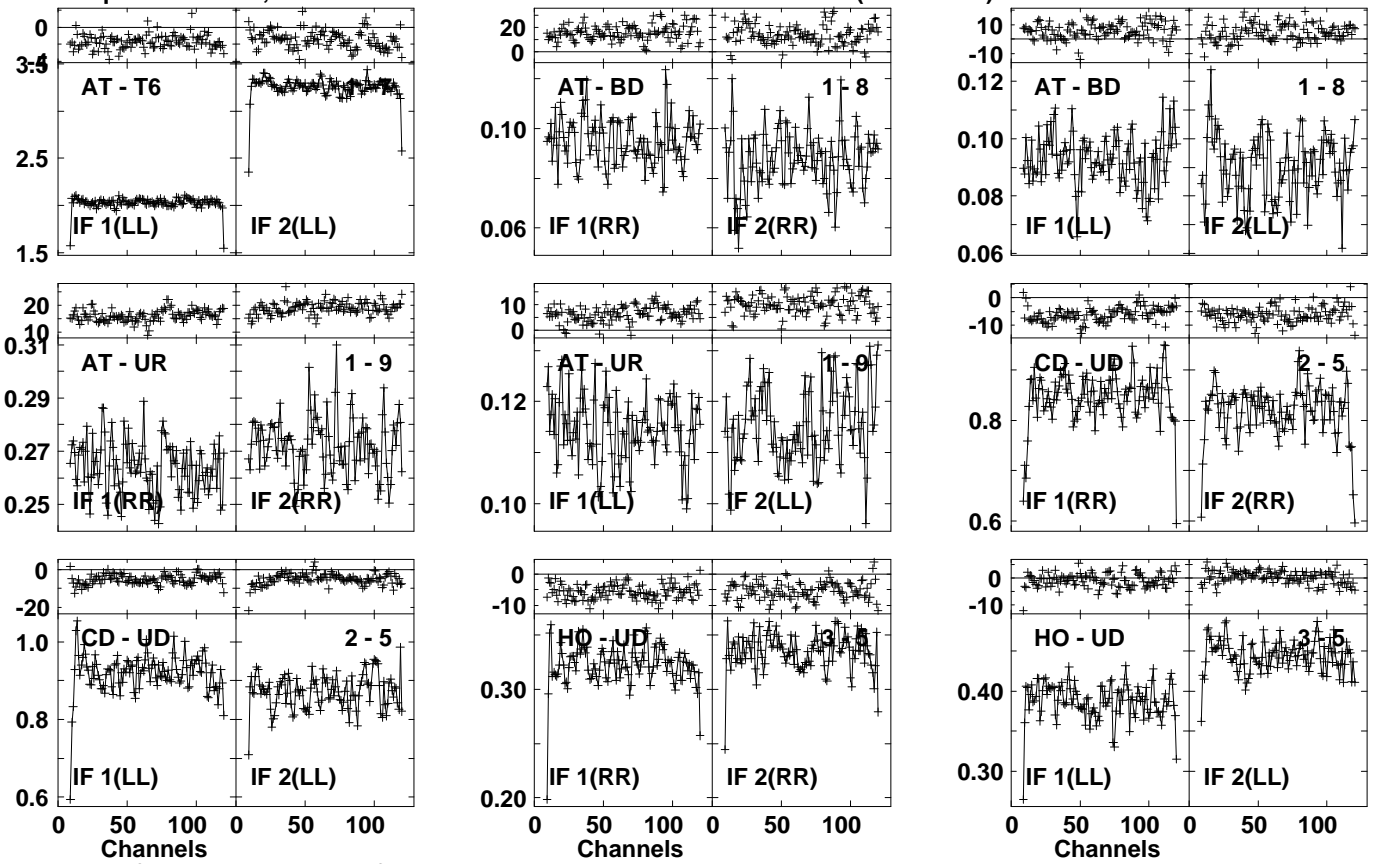 0
-4
3.5
AT - T6
2.5
IF 1(LL) IF 2(LL)
1.5
20
0
AT - BD 1 - 8
0.10
0.06
IF 1(RR) IF 2(RR)
10
-10
0.12
AT - BD 1 - 8
0.10
0.08
0.06
IF 1(LL) IF 2(LL)
20
10
0.31
AT - UR 1 - 9
0.29
0.27
0.25
IF 1(RR) IF 2(RR)
10
0
AT - UR 1 - 9
0.12
0.10
IF 1(LL) IF 2(LL)
0
-10
CD - UD 2 - 5
0.8
0.6
IF 1(RR) IF 2(RR)
0
-20
1.0
CD - UD 2 - 5
0.8
IF 1(LL) IF 2(LL)
0.6
0 50 100 0 50 100
Channels
0
-10
HO - UD 3 - 5
0.30
IF 1(RR) IF 2(RR)
0.20
0 50 100 0 50 100
Channels
0
-10
HO - UD 3 - 5
0.40
0.30
IF 1(LL) IF 2(LL)
0 50 100 0 50 100
Channels